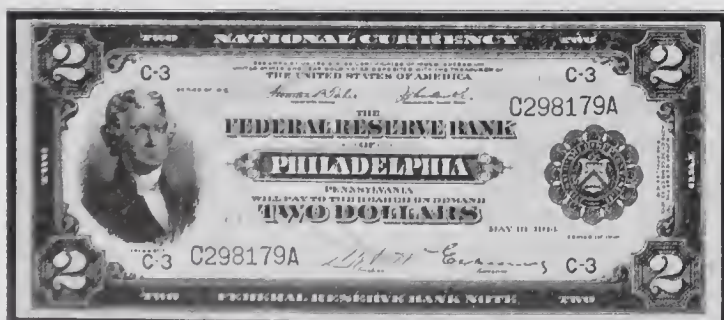 2 TWO NATIONAL CURRENCY TWO 2
THE UNITED STATES OF AMERICA
C-3 C-3
C298179A
THE
FEDERAL RESERVE BANK
OF
PHILADELPHIA
PENNSYLVANIA
WILL PAY TO THE BEARER ON DEMAND
TWO DOLLARS
TWO TWO
MAY 18, 1914
C-3 C298179A C-3
2 TWO FEDERAL RESERVE BANK NOTE TWO 2